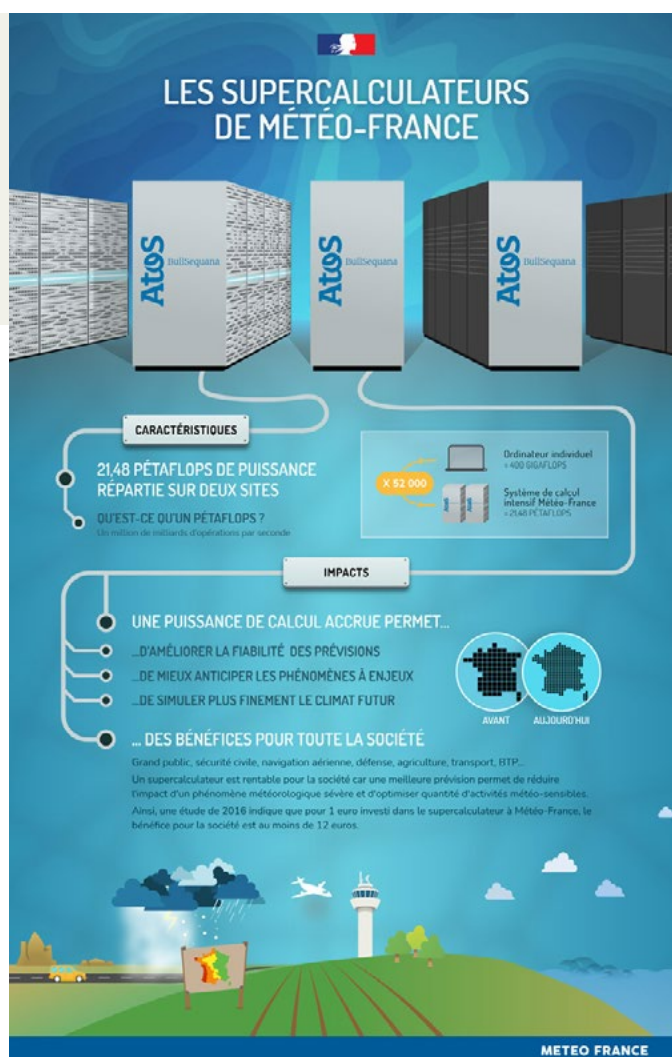 LES SUPERCALCULATEURS
DE MÉTÉO-FRANCE
Atos
BullSequana
Atos
BullSequana
Atos
BullSequana
CARACTÉRISTIQUES
21,48 PÉTAFLOPS DE PUISSANCE
RÉPARTIE SUR DEUX SITES
QU'EST-CE QU'UN PÉTAFLOPS ?
Un million de milliards d'opérations par seconde
X 52 000
Ordinateur individuel
≈ 400 GIGAFLOPS
Système de calcul
intensif Météo-France
≈ 21,48 PÉTAFLOPS
IMPACTS
UNE PUISSANCE DE CALCUL ACCRUE PERMET...
...D'AMÉLIORER LA FIABILITÉ DES PRÉVISIONS
...DE MIEUX ANTICIPER LES PHÉNOMÈNES À ENJEUX
...DE SIMULER PLUS FINEMENT LE CLIMAT FUTUR
AVANT
AUJOURD'HUI
... DES BÉNÉFICES POUR TOUTE LA SOCIÉTÉ
Grand public, sécurité civile, navigation aérienne, défense, agriculture, transport, BTP...
Un supercalculateur est rentable pour la société car une meilleure prévision permet de réduire
l'impact d'un phénomène météorologique sévère et d'optimiser quantité d'activités météo-sensibles.
Ainsi, une étude de 2016 indique que pour 1 euro investi dans le supercalculateur à Météo-France, le
bénéfice pour la société est au moins de 12 euros.
METEO FRANCE